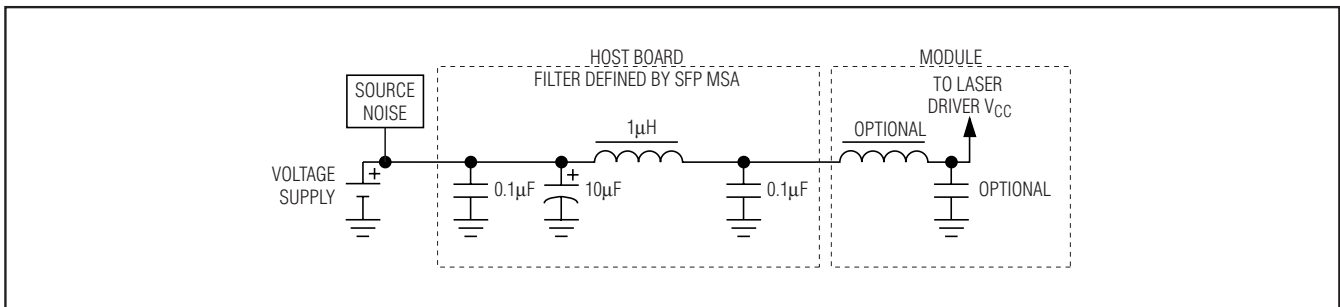 HOST BOARD
FILTER DEFINED BY SFP MSA
MODULE
SOURCE
NOISE
TO LASER
DRIVER VCC
1μH
OPTIONAL
VOLTAGE
SUPPLY
+
0.1μF
+
10μF
0.1μF
OPTIONAL